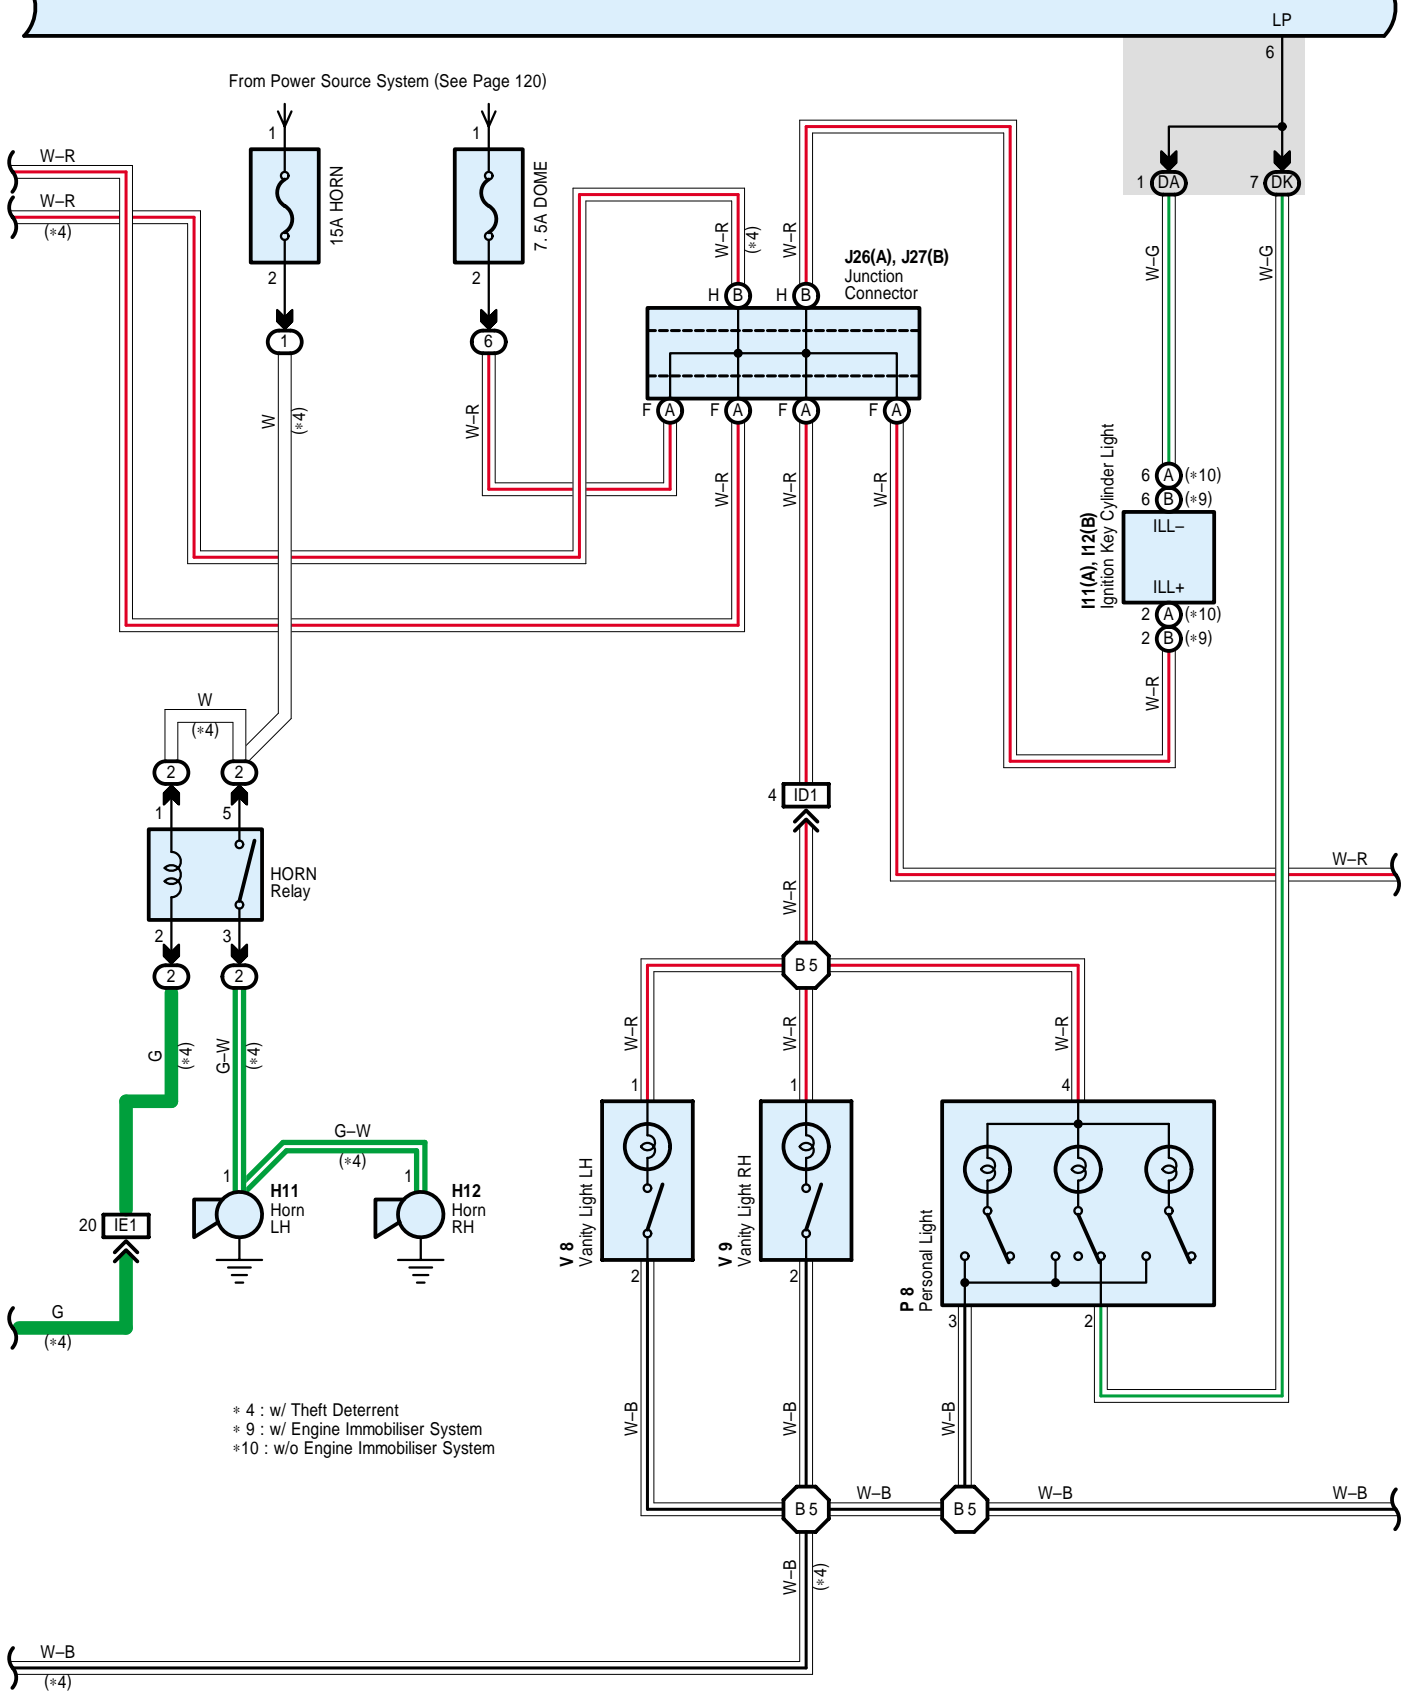 LP
6
From Power Source System (See Page 120)
1
1
W–R
W–R
(*4)
15A HORN
7. 5A DOME
2
2
1
6
1 DA
7 DK
W–G
W–G
W–R
(*4)
W–R
J26(A), J27(B)
Junction
Connector
H B
H B
F A
F A
F A
F A
W
(*4)
W–R
W–R
W–R
W–R
I11(A), I12(B)
Ignition Key Cylinder Light
6 A (*10)
6 B (*9)
ILL–
ILL+
2 A (*10)
2 B (*9)
W–R
W
(*4)
2
2
1
5
HORN
Relay
2
3
2
2
4 ID1
W–R
W–R
B 5
G
(*4)
G–W
(*4)
W–R
W–R
W–R
1
1
4
G–W
(*4)
1
1
H11
Horn
LH
H12
Horn
RH
20 IE1
V 8
Vanity Light LH
V 9
Vanity Light RH
P 8
Personal Light
2
2
3
2
G
(*4)
* 4 : w/ Theft Deterrent
* 9 : w/ Engine Immobiliser System
*10 : w/o Engine Immobiliser System
W–B
W–B
W–B
B 5
W–B
B 5
W–B
W–B
W–B
(*4)
W–B
(*4)